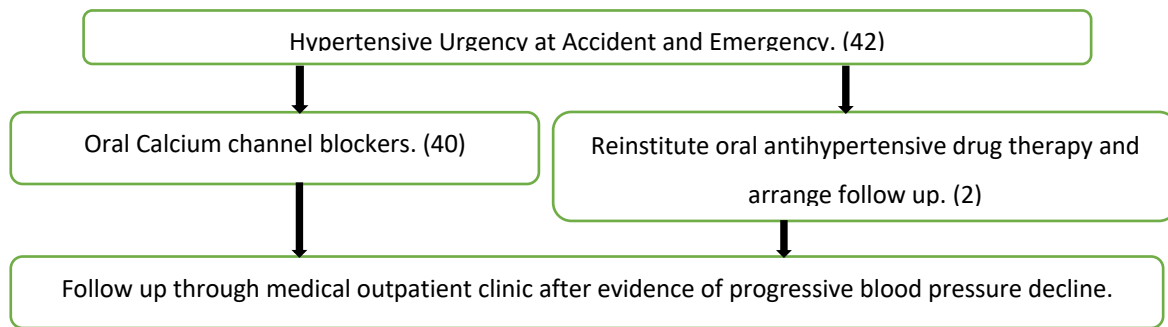 Hypertensive Urgency at Accident and Emergency. (42)
Oral Calcium channel blockers. (40)
Reinstitute oral antihypertensive drug therapy and
arrange follow up. (2)
Follow up through medical outpatient clinic after evidence of progressive blood pressure decline.